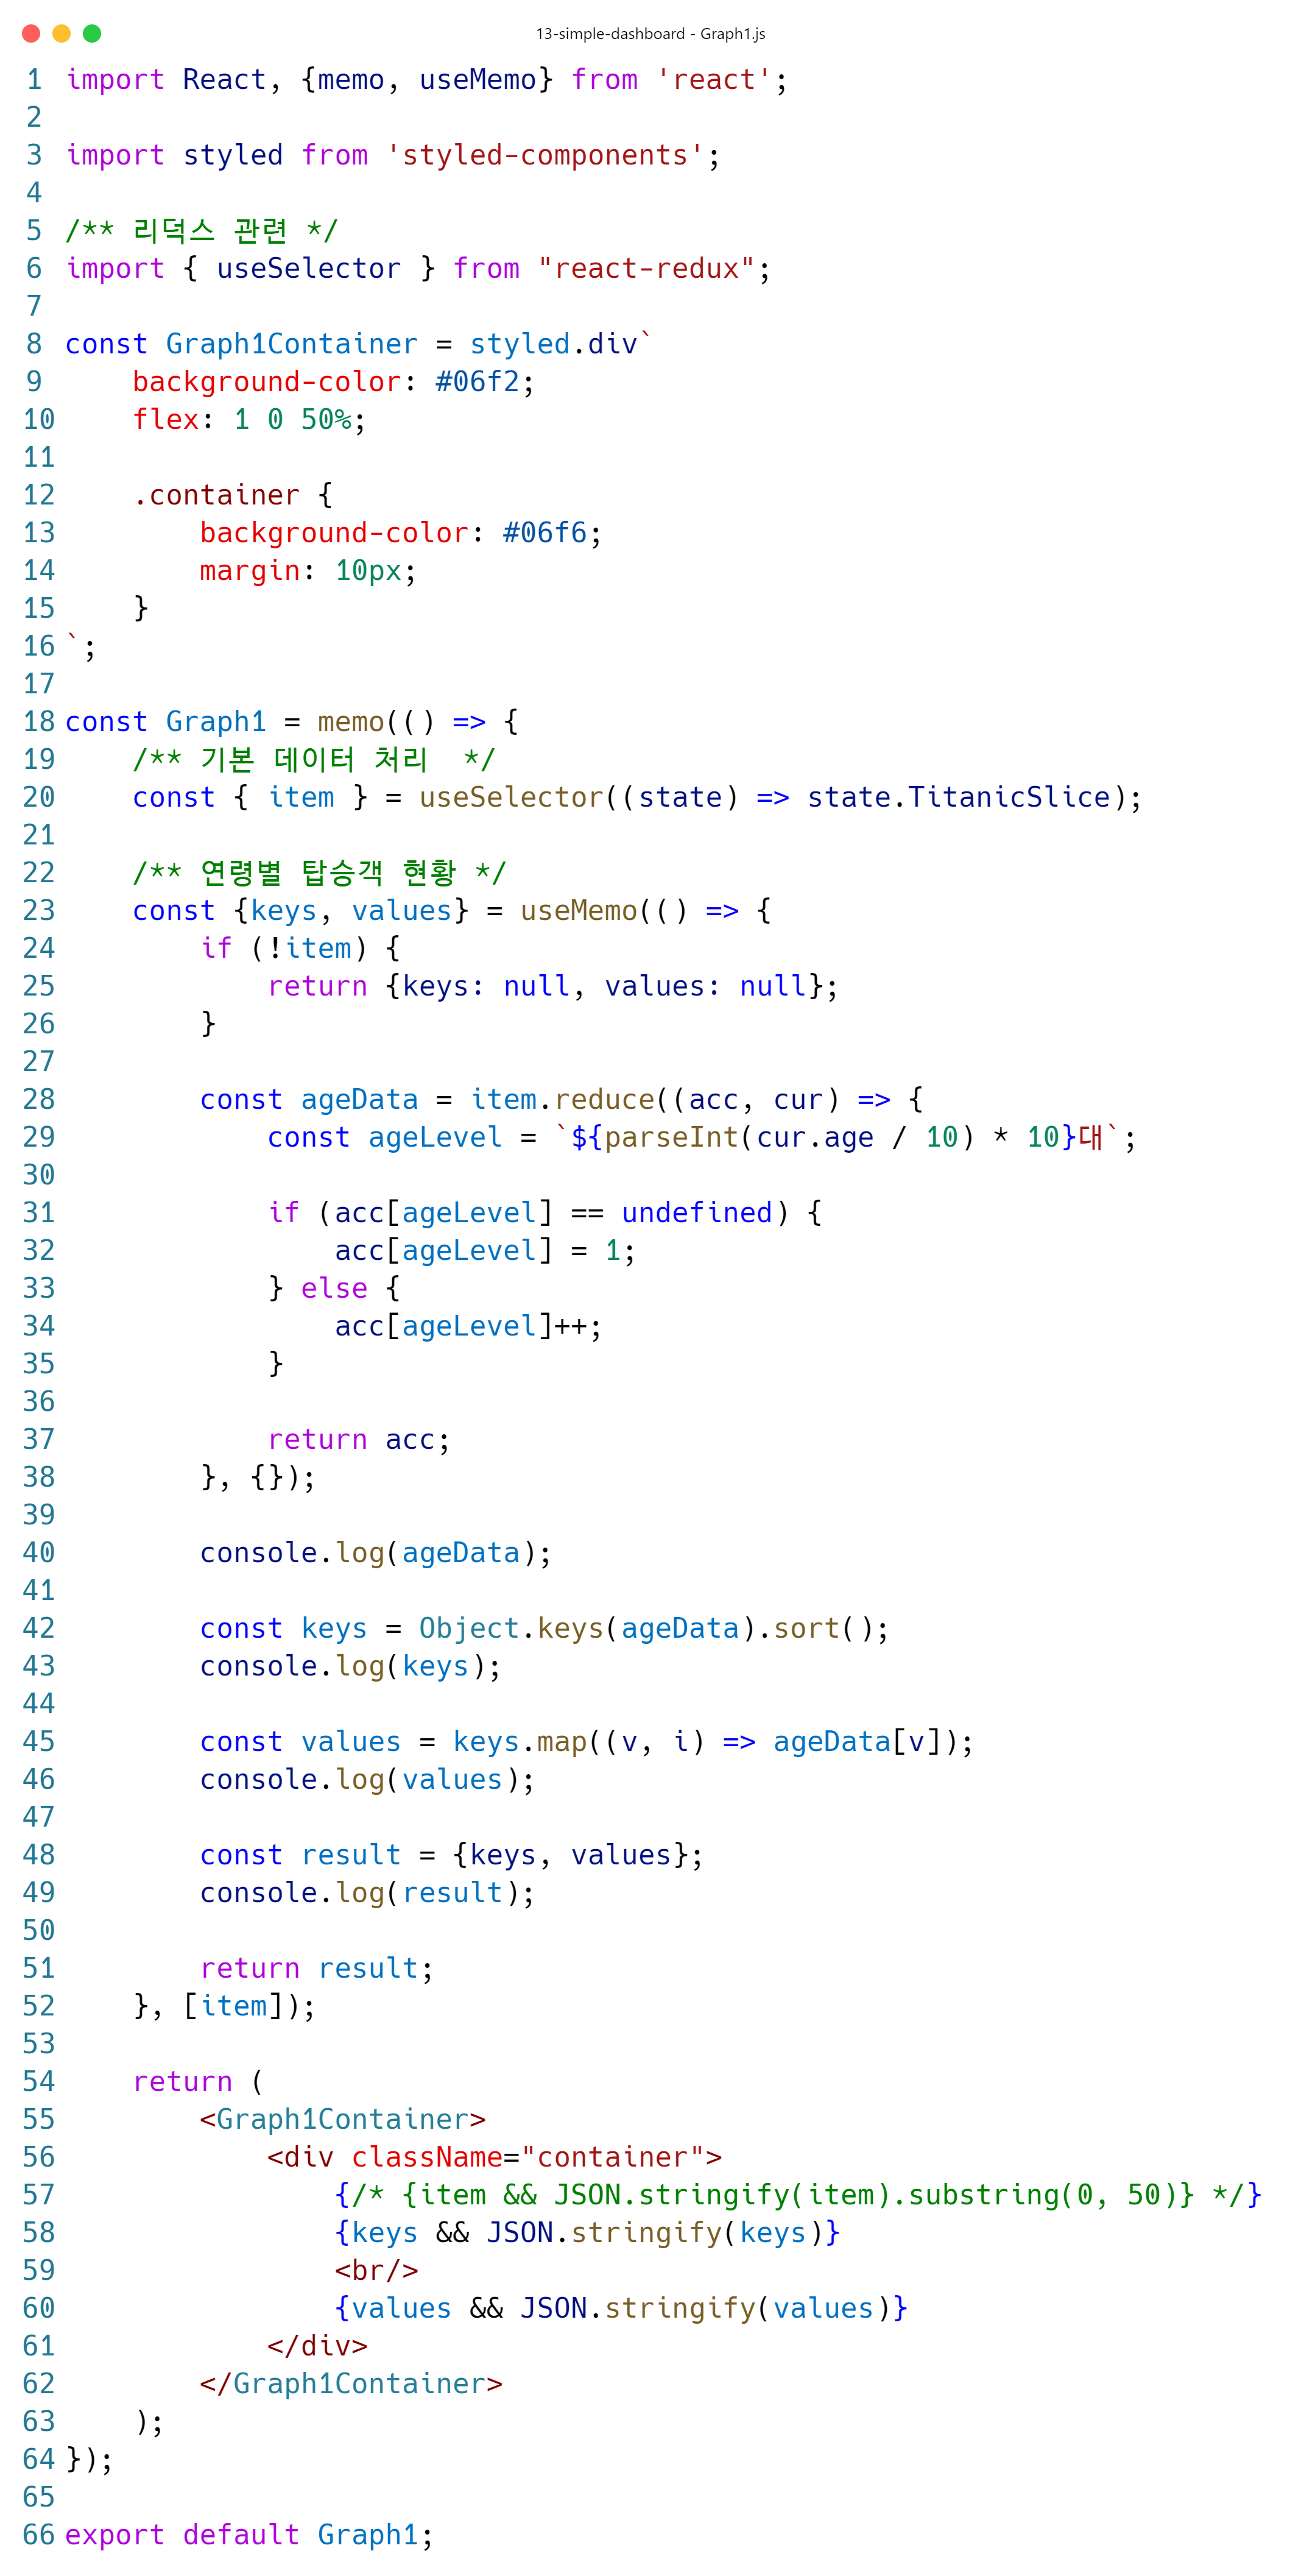 13-simple-dashboard - Graph1.js
1 import React, {memo, useMemo} from 'react';
2
3 import styled from 'styled-components';
4
5 /** 리덕스 관련 */
6 import { useSelector } from "react-redux";
7
8 const Graph1Container = styled.div`
9     background-color: #06f2;
10     flex: 1 0 50%;
11
12     .container {
13         background-color: #06f6;
14         margin: 10px;
15     }
16 `;
17
18 const Graph1 = memo(() => {
19     /** 기본 데이터 처리  */
20     const { item } = useSelector((state) => state.TitanicSlice);
21
22     /** 연령별 탑승객 현황 */
23     const {keys, values} = useMemo(() => {
24         if (!item) {
25             return {keys: null, values: null};
26         }
27
28         const ageData = item.reduce((acc, cur) => {
29             const ageLevel = `${parseInt(cur.age / 10) * 10}대`;
30
31             if (acc[ageLevel] == undefined) {
32                 acc[ageLevel] = 1;
33             } else {
34                 acc[ageLevel]++;
35             }
36
37             return acc;
38         }, {});
39
40         console.log(ageData);
41
42         const keys = Object.keys(ageData).sort();
43         console.log(keys);
44
45         const values = keys.map((v, i) => ageData[v]);
46         console.log(values);
47
48         const result = {keys, values};
49         console.log(result);
50
51         return result;
52     }, [item]);
53
54     return (
55         <Graph1Container>
56             <div className="container">
57                 {/* {item && JSON.stringify(item).substring(0, 50)} */}
58                 {keys && JSON.stringify(keys)}
59                 <br/>
60                 {values && JSON.stringify(values)}
61             </div>
62         </Graph1Container>
63     );
64 });
65
66 export default Graph1;